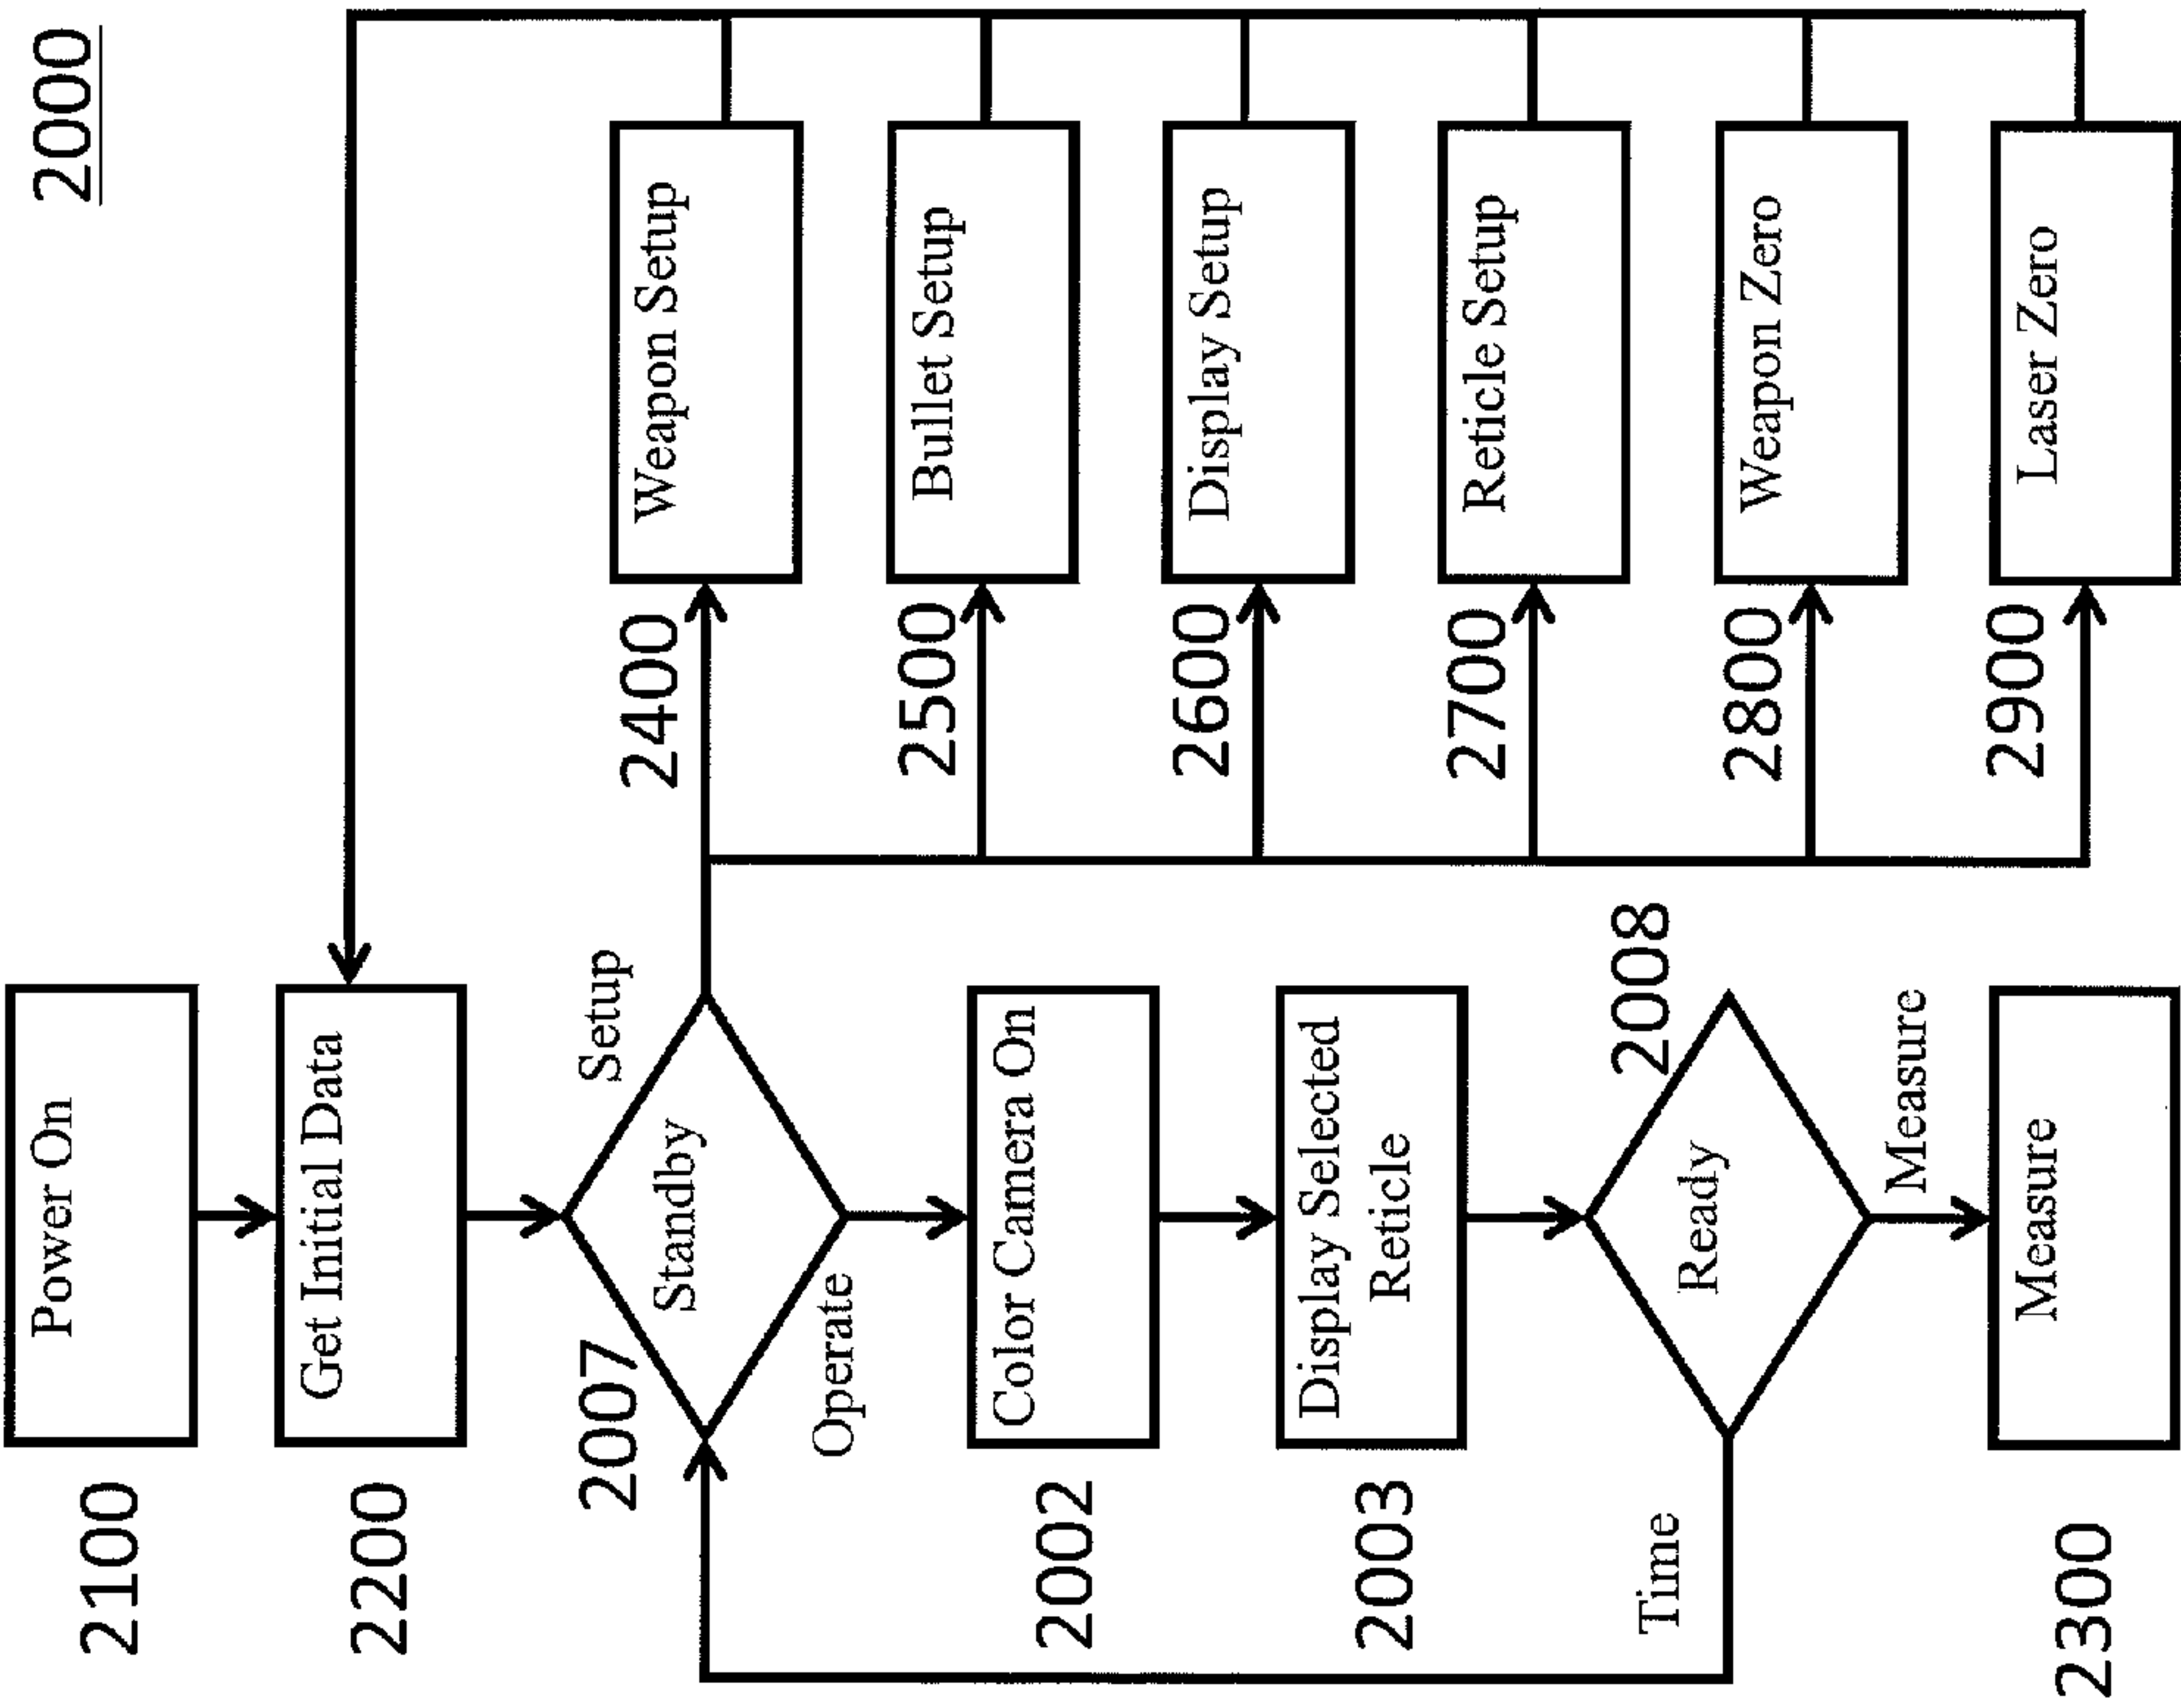 2000
2100
Power On
2200
Get Initial Data
2007
Standby
Setup
Operate
2002
Color Camera On
2003
Display Selected
Reticle
2008
Ready
Time
Measure
2300
Measure
2400
Weapon Setup
2500
Bullet Setup
2600
Display Setup
2700
Reticle Setup
2800
Weapon Zero
2900
Laser Zero